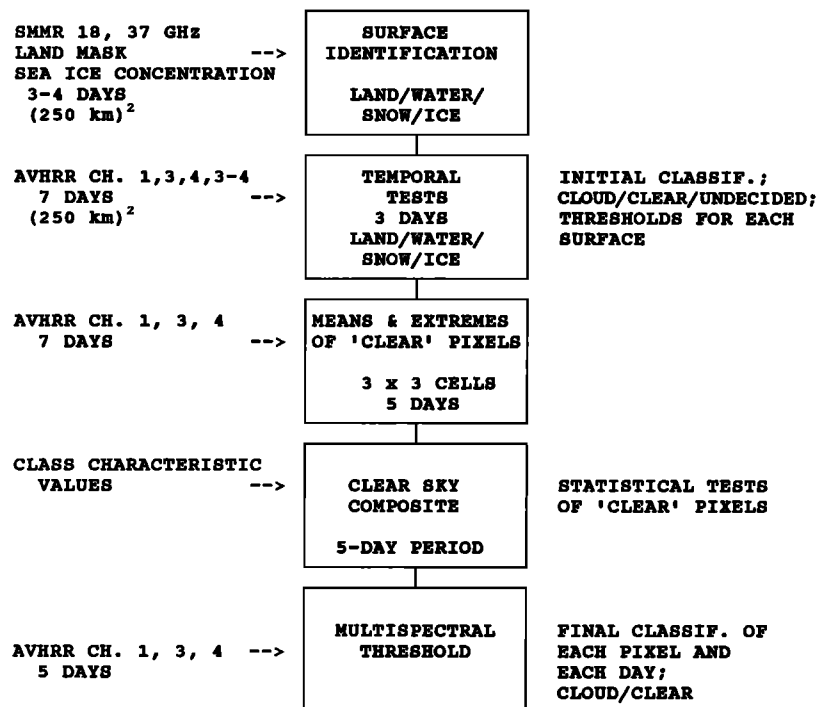 SMMR 18, 37 GHz
LAND MASK -->
SEA ICE CONCENTRATION
3-4 DAYS
(250 km)²
SURFACE
IDENTIFICATION
LAND/WATER/
SNOW/ICE
AVHRR CH. 1,3,4,3-4
7 DAYS -->
(250 km)²
TEMPORAL
TESTS
3 DAYS
LAND/WATER/
SNOW/ICE
INITIAL CLASSIF.;
CLOUD/CLEAR/UNDECIDED;
THRESHOLDS FOR EACH
SURFACE
AVHRR CH. 1, 3, 4
7 DAYS -->
MEANS & EXTREMES
OF 'CLEAR' PIXELS
3 x 3 CELLS
5 DAYS
CLASS CHARACTERISTIC
VALUES -->
CLEAR SKY
COMPOSITE
5-DAY PERIOD
STATISTICAL TESTS
OF 'CLEAR' PIXELS
AVHRR CH. 1, 3, 4 -->
5 DAYS
MULTISPECTRAL
THRESHOLD
FINAL CLASSIF. OF
EACH PIXEL AND
EACH DAY;
CLOUD/CLEAR